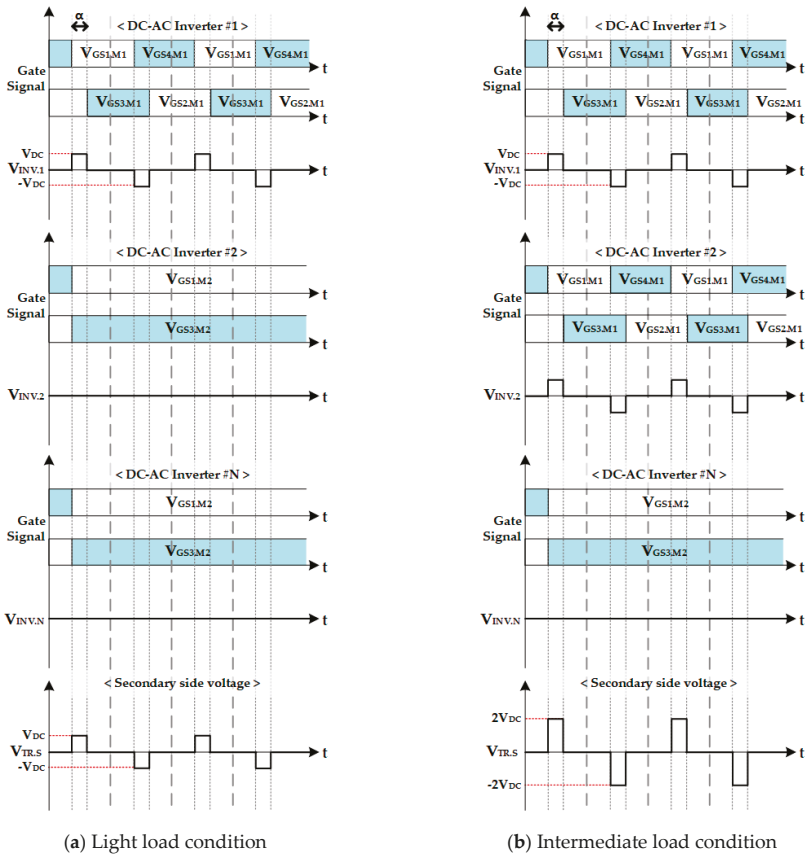 α
< DC-AC Inverter #1 >
VGS1.M1 VGS4.M1 VGS1.M1 VGS4.M1
t
Gate
Signal
VGS3.M1 VGS2.M1 VGS3.M1 VGS2.M1
t
VDC
VINV.1
-VDC
t
< DC-AC Inverter #2 >
VGS1.M2
t
Gate
Signal
VGS3.M2
t
VINV.2
t
< DC-AC Inverter #N >
VGS1.M2
t
Gate
Signal
VGS3.M2
t
VINV.N
t
< Secondary side voltage >
VDC
VTR.S
-VDC
t
(a) Light load condition
α
< DC-AC Inverter #1 >
VGS1.M1 VGS4.M1 VGS1.M1 VGS4.M1
t
Gate
Signal
VGS3.M1 VGS2.M1 VGS3.M1 VGS2.M1
t
VDC
VINV.1
-VDC
t
< DC-AC Inverter #2 >
VGS1.M1 VGS4.M1 VGS1.M1 VGS4.M1
t
Gate
Signal
VGS3.M1 VGS2.M1 VGS3.M1 VGS2.M1
t
VINV.2
t
< DC-AC Inverter #N >
VGS1.M2
t
Gate
Signal
VGS3.M2
t
VINV.N
t
< Secondary side voltage >
2VDC
VTR.S
-2VDC
t
(b) Intermediate load condition